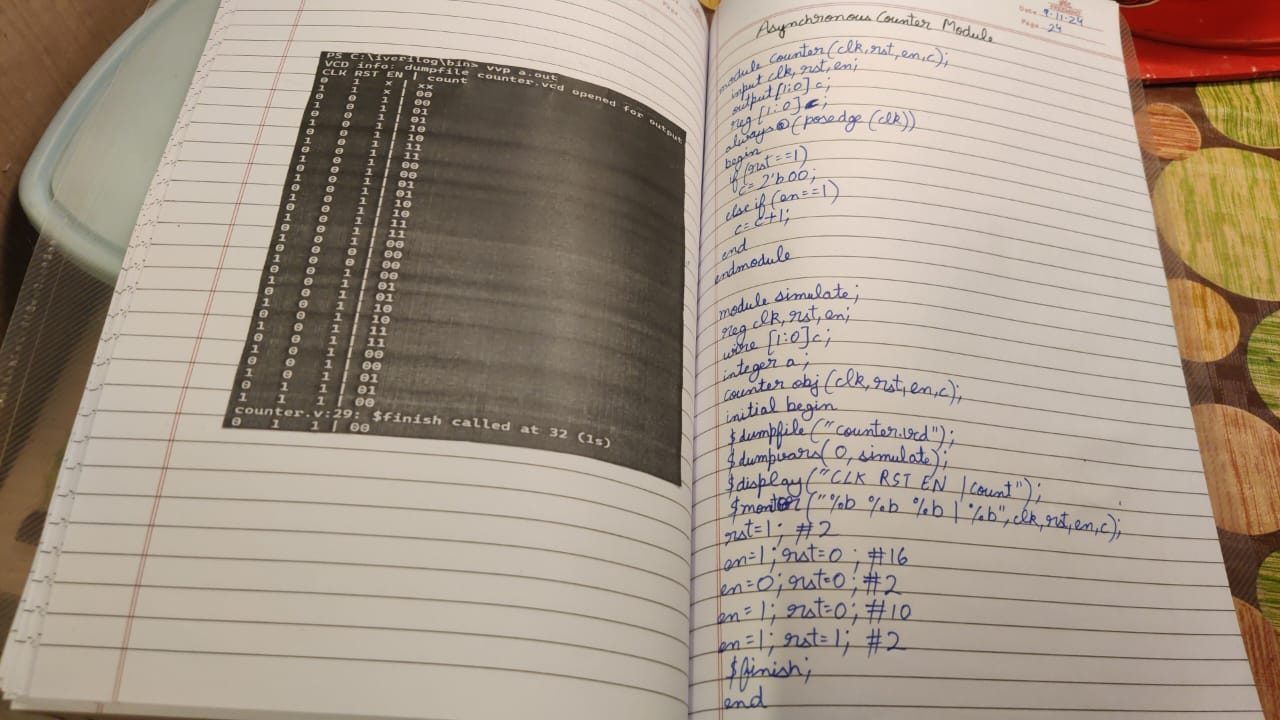 PS C:\iverilog\bin> vvp a.out
VCD info: dumpfile counter.vcd opened for output
CLK RST EN | count
0 1 x | xx
1 1 x | 00
0 0 1 | 00
1 0 1 | 01
0 0 1 | 01
1 0 1 | 10
0 0 1 | 10
1 0 1 | 11
0 0 1 | 11
1 0 1 | 00
0 0 1 | 00
1 0 1 | 01
0 0 1 | 01
1 0 1 | 10
0 0 1 | 10
1 0 1 | 11
0 0 1 | 11
1 0 1 | 00
0 0 0 | 00
1 0 0 | 00
0 0 1 | 00
1 0 1 | 01
0 0 1 | 01
1 0 1 | 10
0 0 1 | 10
1 0 1 | 11
0 0 1 | 11
1 0 1 | 00
0 0 1 | 00
1 0 1 | 01
0 1 1 | 01
1 1 1 | 00
counter.v:29: $finish called at 32 (1s)
0 1 1 | 00
Date 9.11.24
Page 24
Asynchronous Counter Module
module counter(clk,rst,en,c);
input clk, rst, en;
output [1:0] c;
reg [1:0] c;
always@(posedge (clk))
begin
if (rst==1)
c=2'b00;
else if (en==1)
c=c+1;
end
endmodule
module simulate;
reg clk, rst, en;
wire [1:0] c;
integer a;
counter obj (clk,rst,en,c);
initial begin
$dumpfile ("counter.vcd");
$dumpvars( 0, simulate);
$display ("CLK RST EN |count");
$monitor ("%b %b %b | %b", clk, rst, en, c);
rst=1; #2
en=1; rst=0; #16
en=0; rst=0; #2
en=1; rst=0; #10
en=1; rst=1; #2
$finish;
end